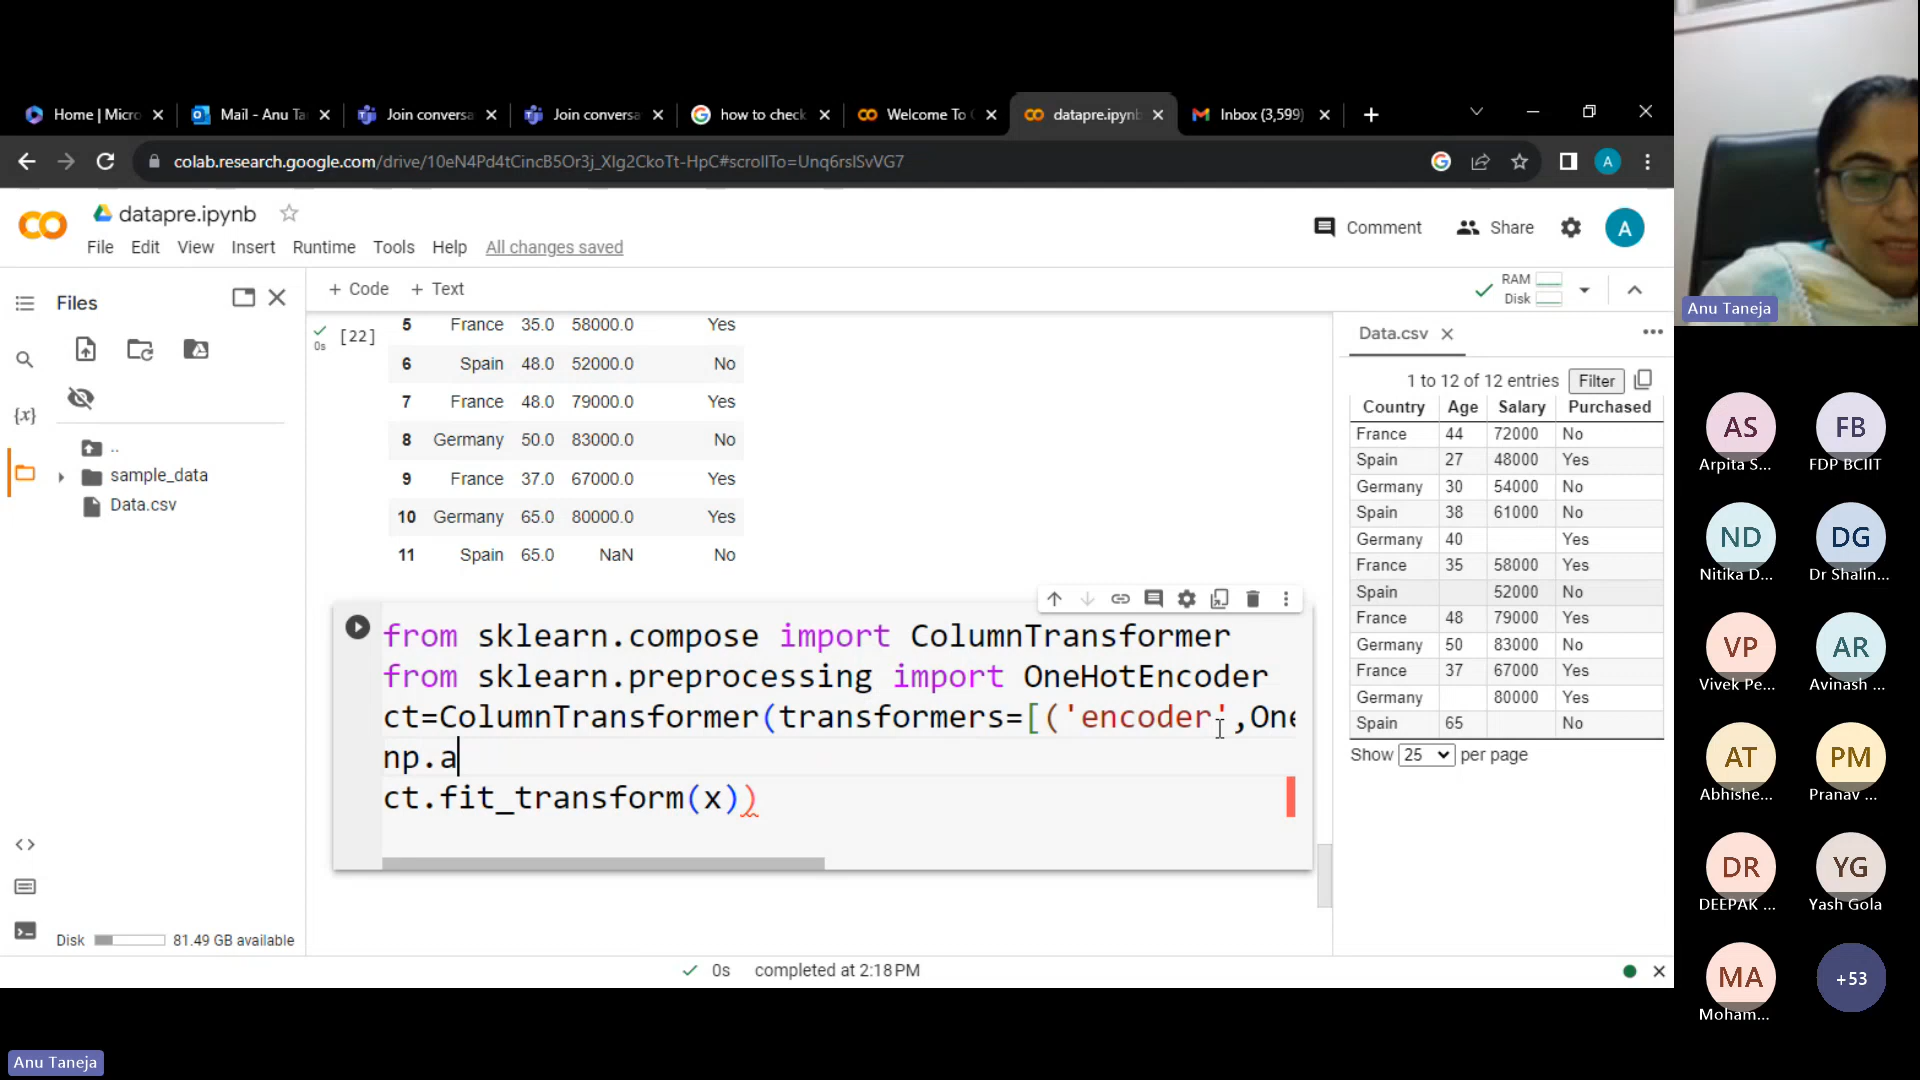 Home | Micro
Mail - Anu Ta
Join conversa
Join conversa
how to check
Welcome To C
datapre.ipynb
Inbox (3,599)
colab.research.google.com/drive/10eN4Pd4tCincB5Or3j_XIg2CkoTt-HpC#scrollTo=Unq6rslSvVG7
A
datapre.ipynb
File Edit View Insert Runtime Tools Help All changes saved
Comment
Share
A
Files
+ Code + Text
RAM
Disk
{x}
..
sample_data
Data.csv
Disk
81.49 GB available
[22]
0s
5 France 35.0 58000.0 Yes
6 Spain 48.0 52000.0 No
7 France 48.0 79000.0 Yes
8 Germany 50.0 83000.0 No
9 France 37.0 67000.0 Yes
10 Germany 65.0 80000.0 Yes
11 Spain 65.0 NaN No
from sklearn.compose import ColumnTransformer
from sklearn.preprocessing import OneHotEncoder
ct=ColumnTransformer(transformers=[('encoder',One
np.a
ct.fit_transform(x))
0s completed at 2:18 PM
Data.csv
1 to 12 of 12 entries Filter
Country Age Salary Purchased
France 44 72000 No
Spain 27 48000 Yes
Germany 30 54000 No
Spain 38 61000 No
Germany 40 Yes
France 35 58000 Yes
Spain 52000 No
France 48 79000 Yes
Germany 50 83000 No
France 37 67000 Yes
Germany 80000 Yes
Spain 65 No
Show 25 per page
Anu Taneja
AS
Arpita S...
FB
FDP BCIIT
ND
Nitika D...
DG
Dr Shalin...
VP
Vivek Pe...
AR
Avinash ...
AT
Abhishe...
PM
Pranav ...
DR
DEEPAK ...
YG
Yash Gola
MA
Moham...
+53
Anu Taneja